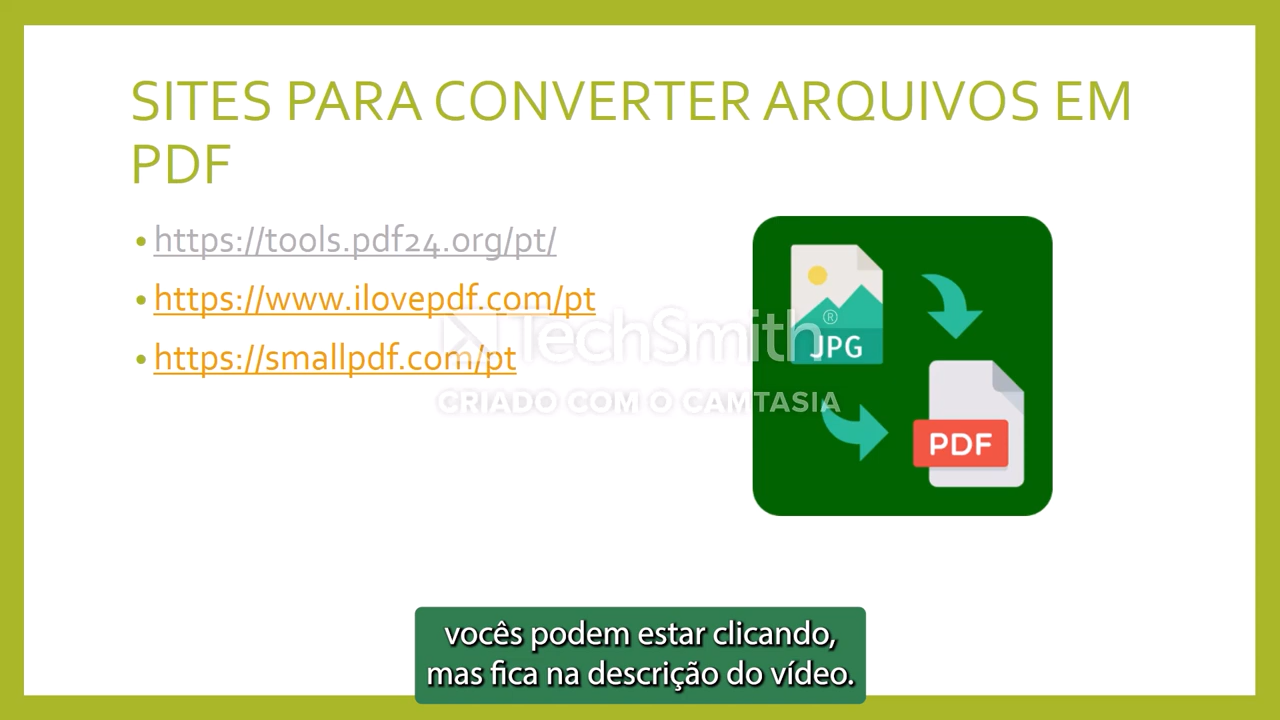 SITES PARA CONVERTER ARQUIVOS EM
PDF
• https://tools.pdf24.org/pt/
• https://www.ilovepdf.com/pt
• https://smallpdf.com/pt
TechSmith
®
CRIADO COM O CAMTASIA
JPG
PDF
vocês podem estar clicando,
mas fica na descrição do vídeo.